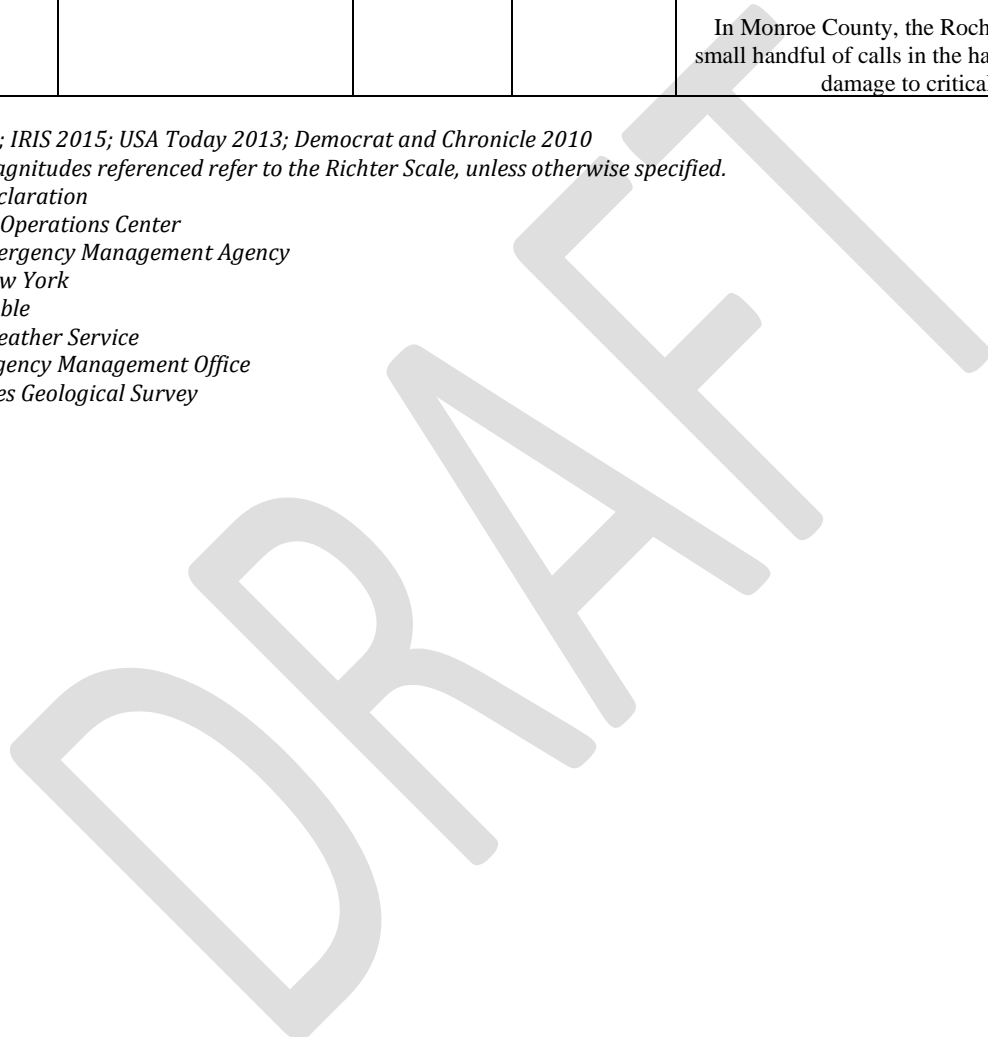 In Monroe County, the Roch
small handful of calls in the ha
damage to critical
; IRIS 2015; USA Today 2013; Democrat and Chronicle 2010
agnitudes referenced refer to the Richter Scale, unless otherwise specified.
claration
Operations Center
ergency Management Agency
w York
ble
eather Service
gency Management Office
es Geological Survey
DRAFT